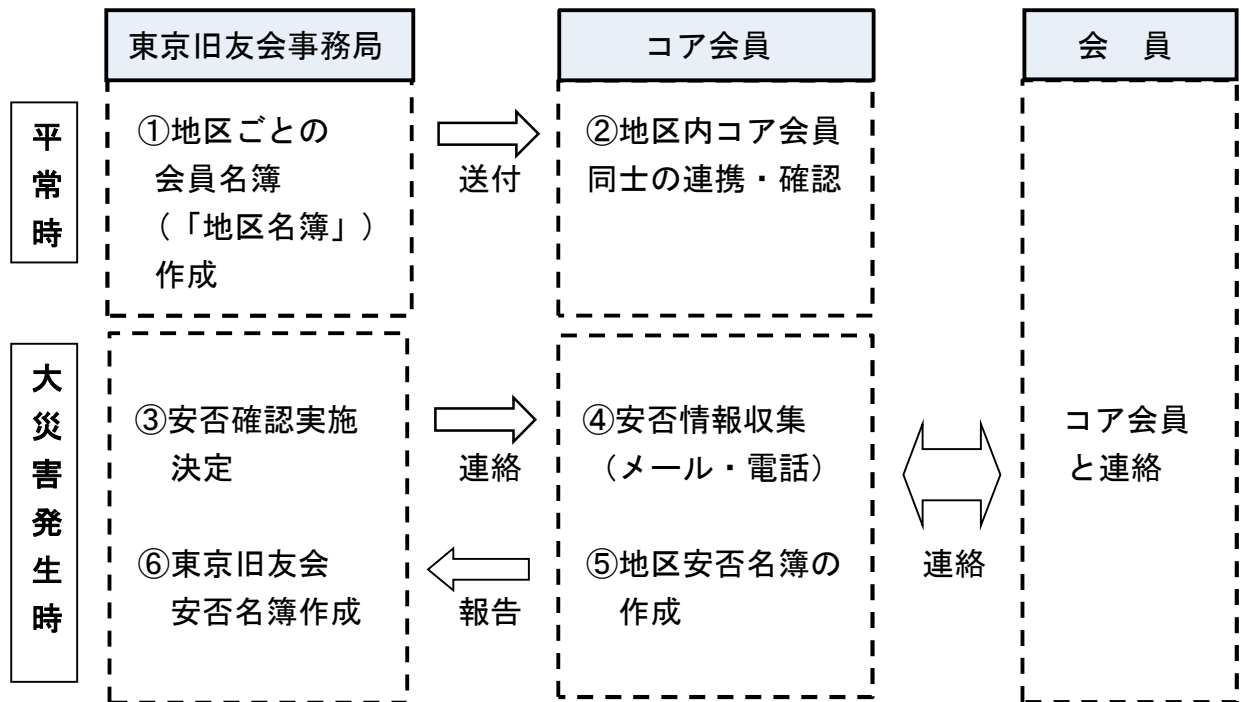 東京旧友会事務局
コア会員
会　員
平常時
①地区ごとの
会員名簿
（「地区名簿」）
作成
送付
②地区内コア会員
同士の連携・確認
大災害発生時
③安否確認実施
決定
連絡
④安否情報収集
（メール・電話）
コア会員
と連絡
連絡
⑤地区安否名簿の
作成
報告
⑥東京旧友会
安否名簿作成